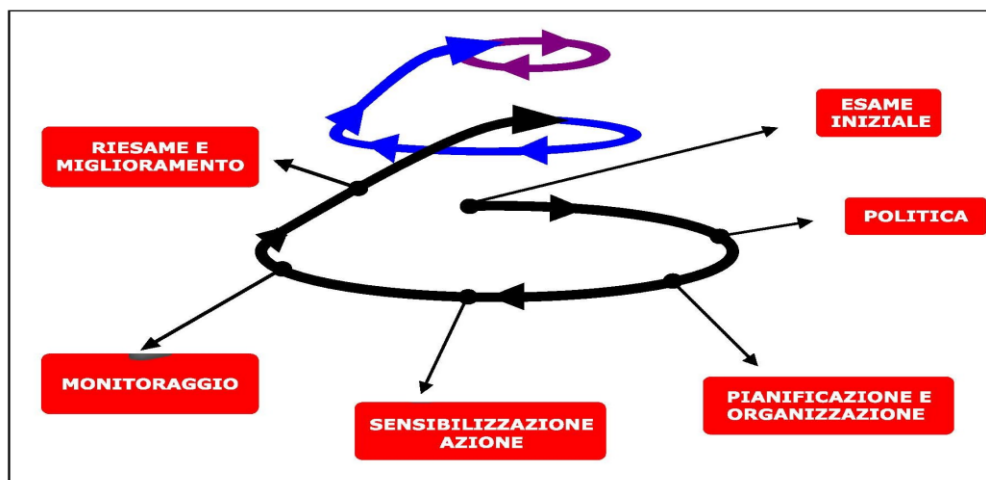 ESAME
INIZIALE
POLITICA
PIANIFICAZIONE E
ORGANIZZAZIONE
SENSIBILIZZAZIONE
AZIONE
MONITORAGGIO
RIESAME E
MIGLIORAMENTO